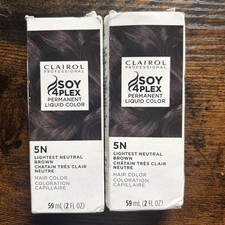 CLAIROL
PROFESSIONAL
SOY
4PLEX
PERMANENT
LIQUID COLOR
5N
LIGHTEST NEUTRAL
BROWN
CHÂTAIN TRÈS CLAIR
NEUTRE
HAIR COLOR
COLORATION
CAPILLAIRE
59 mL (2 FL OZ)
CLAIROL
PROFESSIONAL
SOY
4PLEX
PERMANENT
LIQUID COLOR
5N
LIGHTEST NEUTRAL
BROWN
CHÂTAIN TRÈS CLAIR
NEUTRE
HAIR COLOR
COLORATION
CAPILLAIRE
59 mL (2 FL OZ)